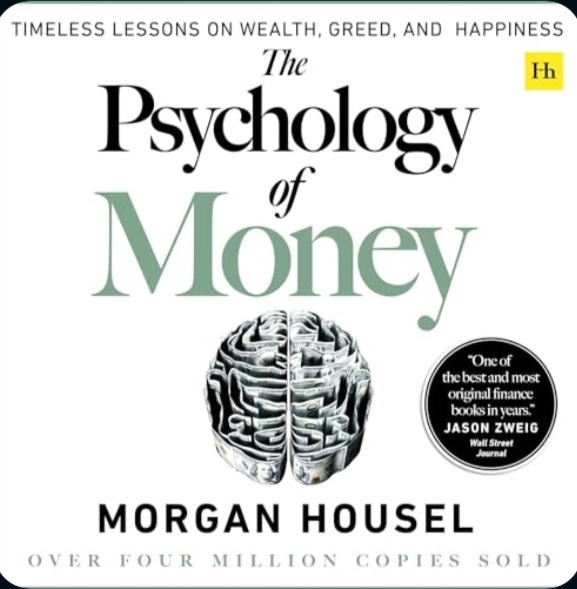 TIMELESS LESSONS ON WEALTH, GREED, AND HAPPINESS
The
Hh
Psychology
of
Money
"One of
the best and most
original finance
books in years."
JASON ZWEIG
Wall Street
Journal
MORGAN HOUSEL
OVER FOUR MILLION COPIES SOLD